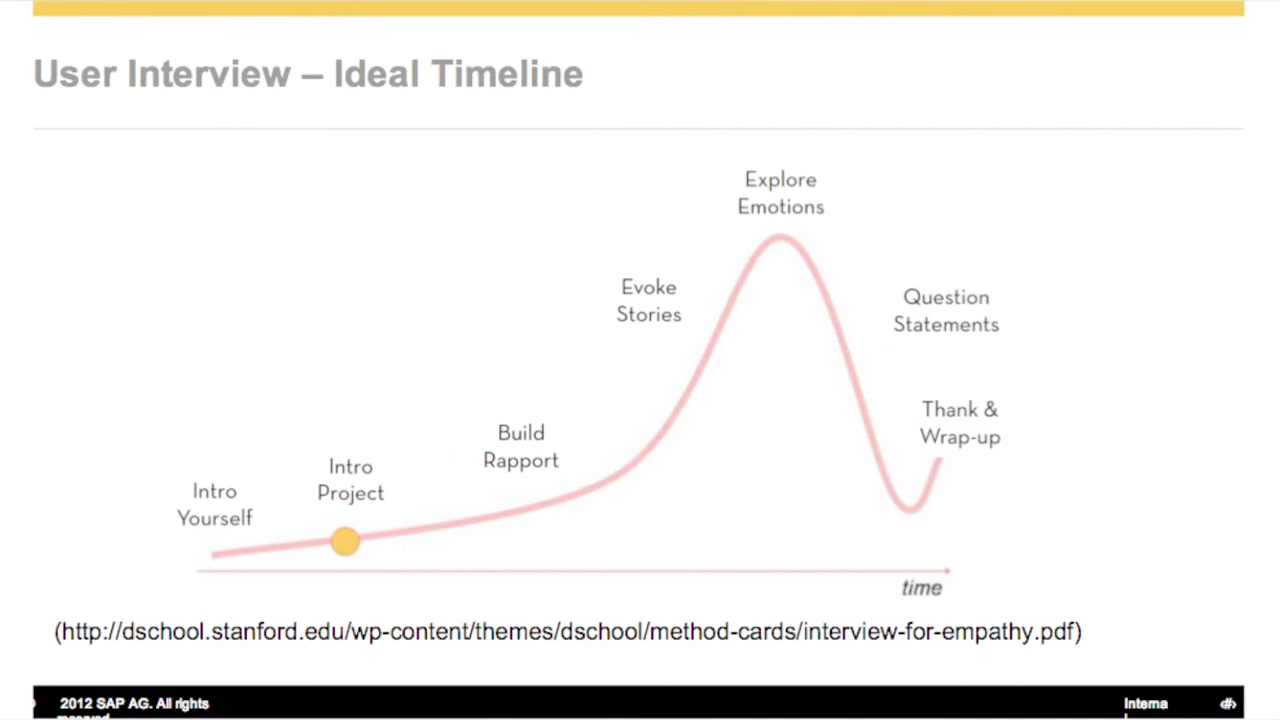 User Interview – Ideal Timeline
Explore
Emotions
Evoke
Stories
Question
Statements
Thank &
Wrap-up
Build
Rapport
Intro
Project
Intro
Yourself
time
(http://dschool.stanford.edu/wp-content/themes/dschool/method-cards/interview-for-empathy.pdf)
2012 SAP AG. All rights
reserved
Interna
l
‹#›